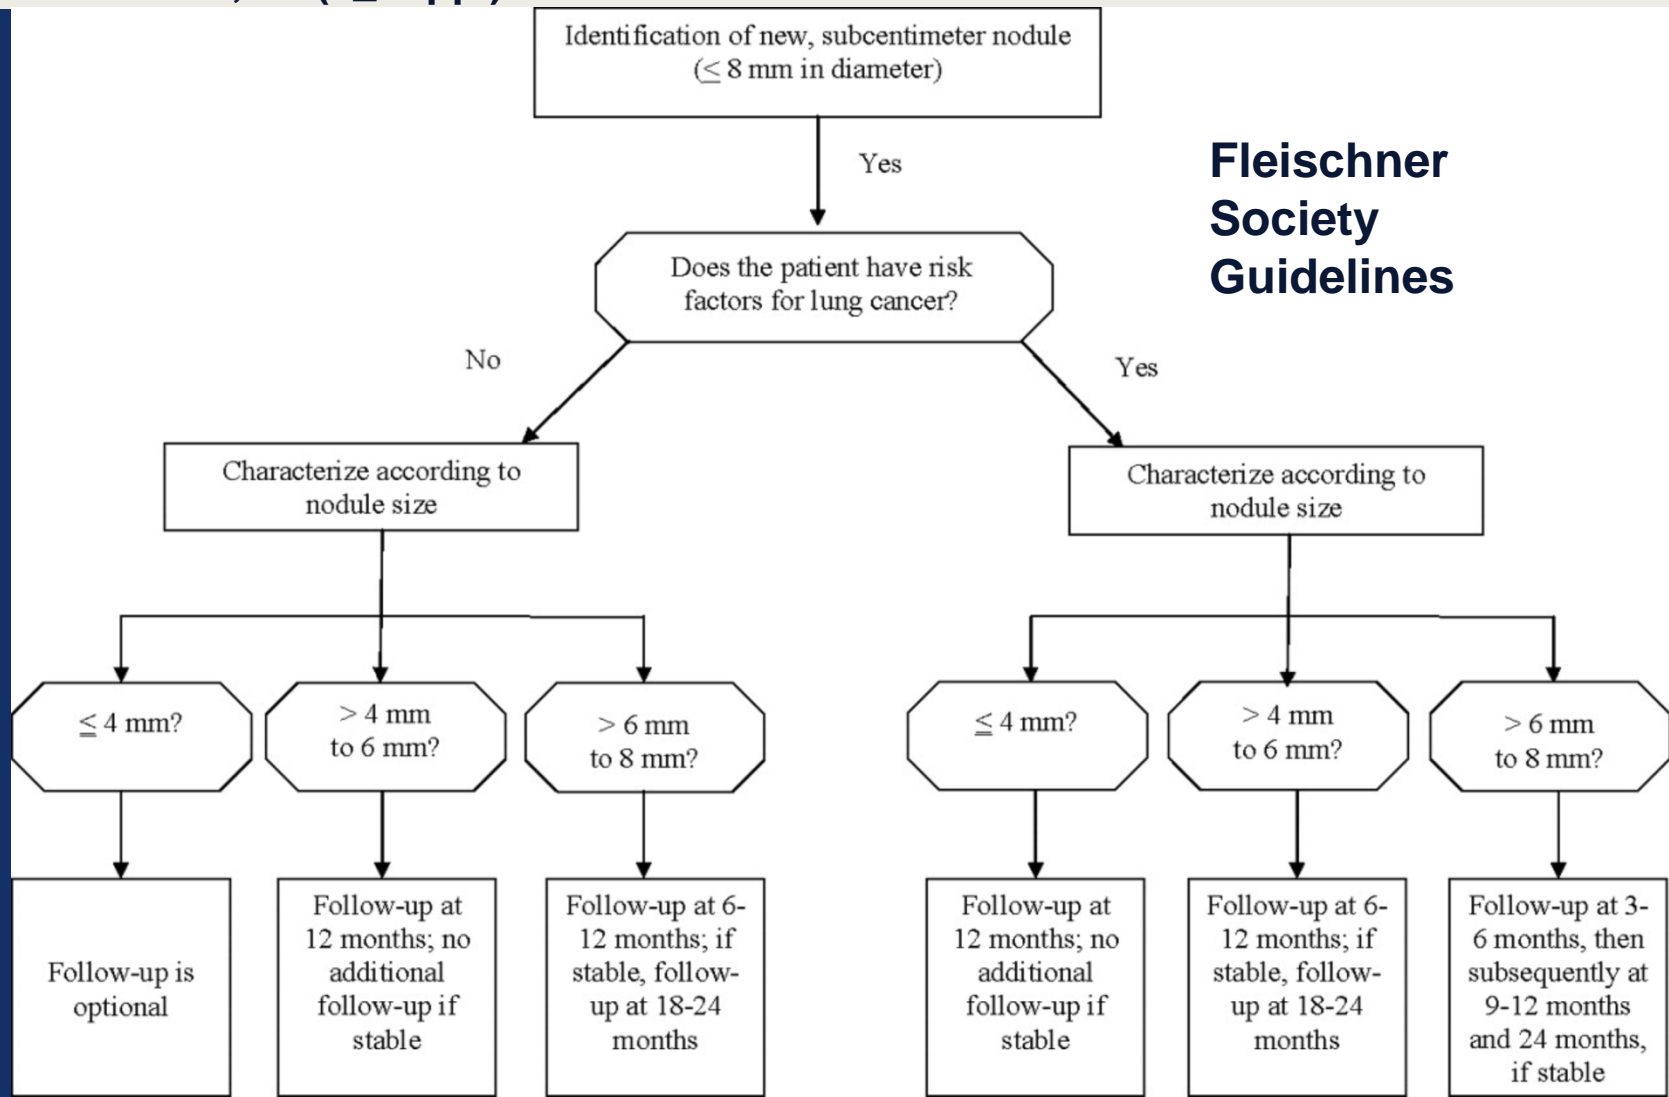 Identification of new, subcentimeter nodule
(≤ 8 mm in diameter)
Yes
Fleischner
Society
Guidelines
Does the patient have risk
factors for lung cancer?
No
Yes
Characterize according to
nodule size
Characterize according to
nodule size
≤ 4 mm?
> 4 mm
to 6 mm?
> 6 mm
to 8 mm?
≤ 4 mm?
> 4 mm
to 6 mm?
> 6 mm
to 8 mm?
Follow-up is
optional
Follow-up at
12 months; no
additional
follow-up if
stable
Follow-up at 6-
12 months; if
stable, follow-
up at 18-24
months
Follow-up at
12 months; no
additional
follow-up if
stable
Follow-up at 6-
12 months; if
stable, follow-
up at 18-24
months
Follow-up at 3-
6 months, then
subsequently at
9-12 months
and 24 months,
if stable